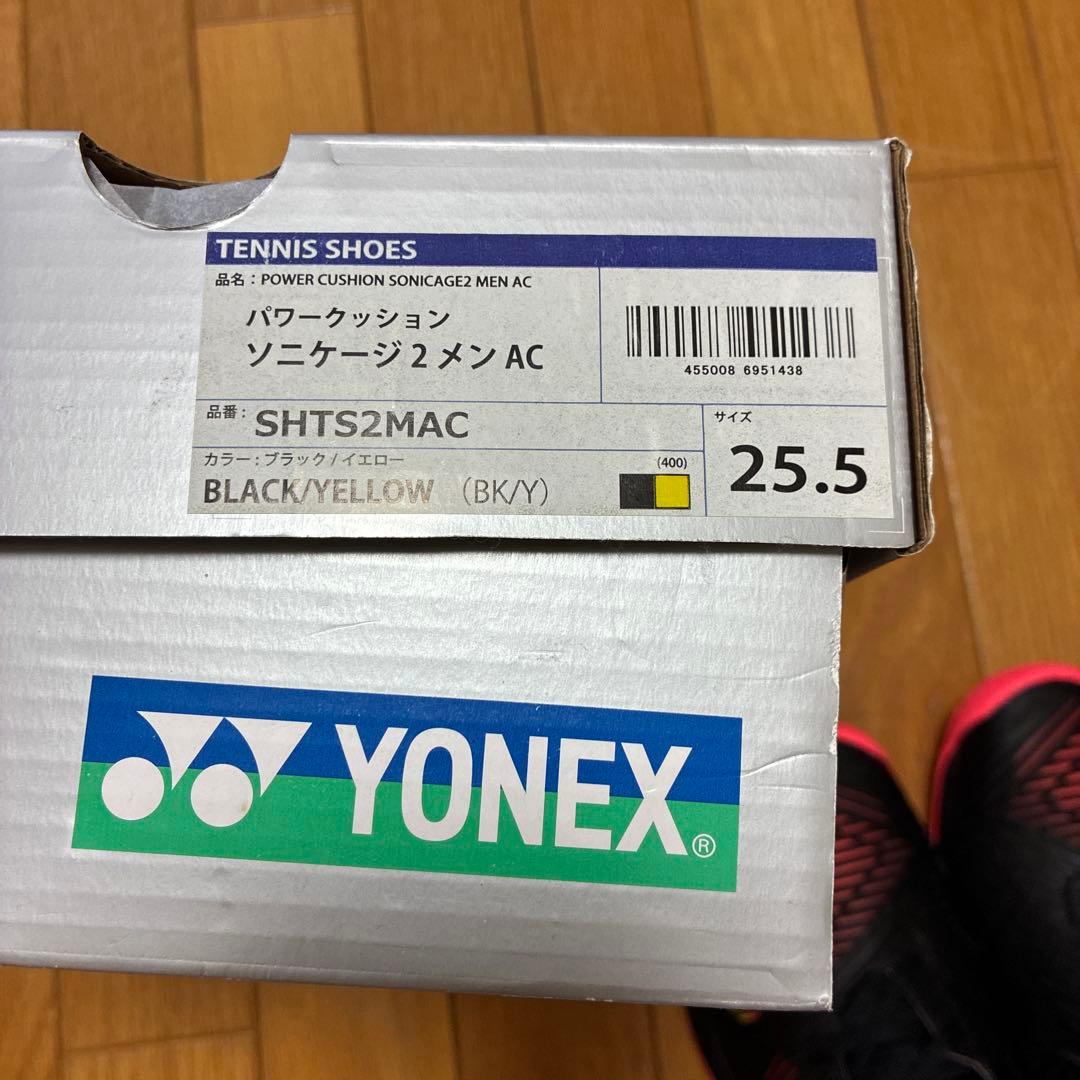 TENNIS SHOES
品名：POWER CUSHION SONICAGE2 MEN AC
パワークッション
ソニケージ 2 メン AC
455008 6951438
品番：
SHTS2MAC
サイズ
25.5
カラー：ブラック / イエロー
(400)
BLACK/YELLOW （BK/Y）
YONEX®